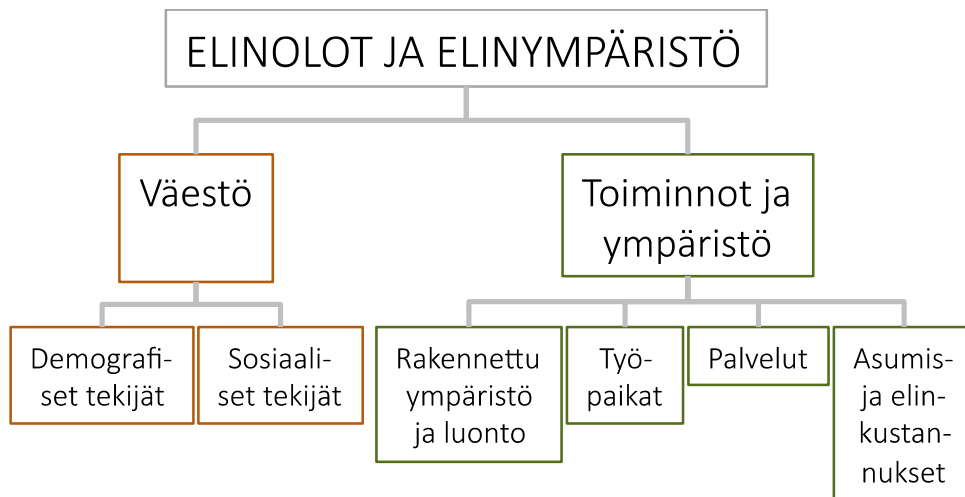 ELINOLOT JA ELINYMPÄRISTÖ
Väestö
Toiminnot ja
ympäristö
Demografi-
set tekijät
Sosiaali-
set tekijät
Rakennettu
ympäristö
ja luonto
Työ-
paikat
Palvelut
Asumis-
ja elin-
kustan-
nukset